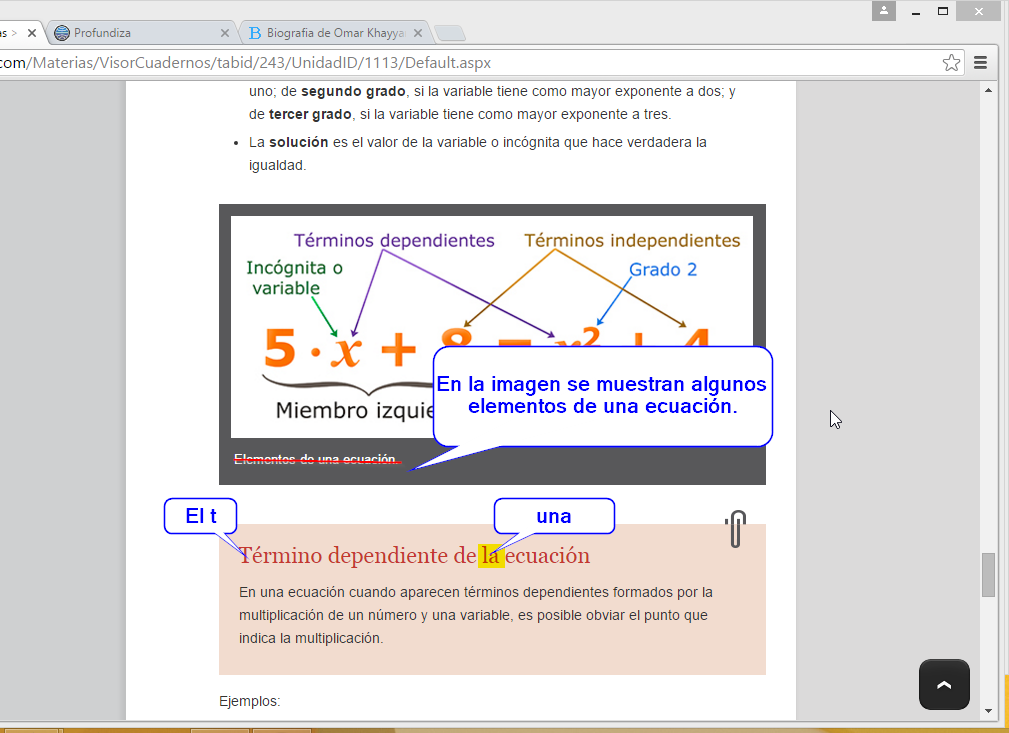 as >
Profundiza
Biografia de Omar Khayya
com/Materias/VisorCuadernos/tabid/243/UnidadID/1113/Default.aspx
uno; de segundo grado, si la variable tiene como mayor exponente a dos; y
de tercer grado, si la variable tiene como mayor exponente a tres.
• La solución es el valor de la variable o incógnita que hace verdadera la
igualdad.
Términos dependientes
Términos independientes
Incógnita o
variable
Grado 2
5 · x + 8 = x² + 4
Miembro izquie
En la imagen se muestran algunos
elementos de una ecuación.
Elementos de una ecuación
El t
una
Término dependiente de la ecuación
En una ecuación cuando aparecen términos dependientes formados por la
multiplicación de un número y una variable, es posible obviar el punto que
indica la multiplicación.
Ejemplos: